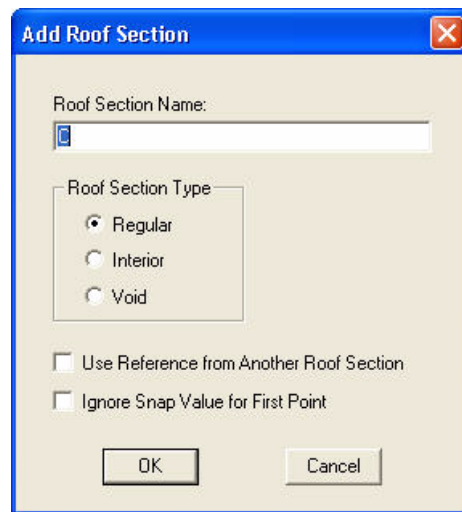 Add Roof Section
Roof Section Name:
C
Roof Section Type
Regular
Interior
Void
Use Reference from Another Roof Section
Ignore Snap Value for First Point
OK
Cancel